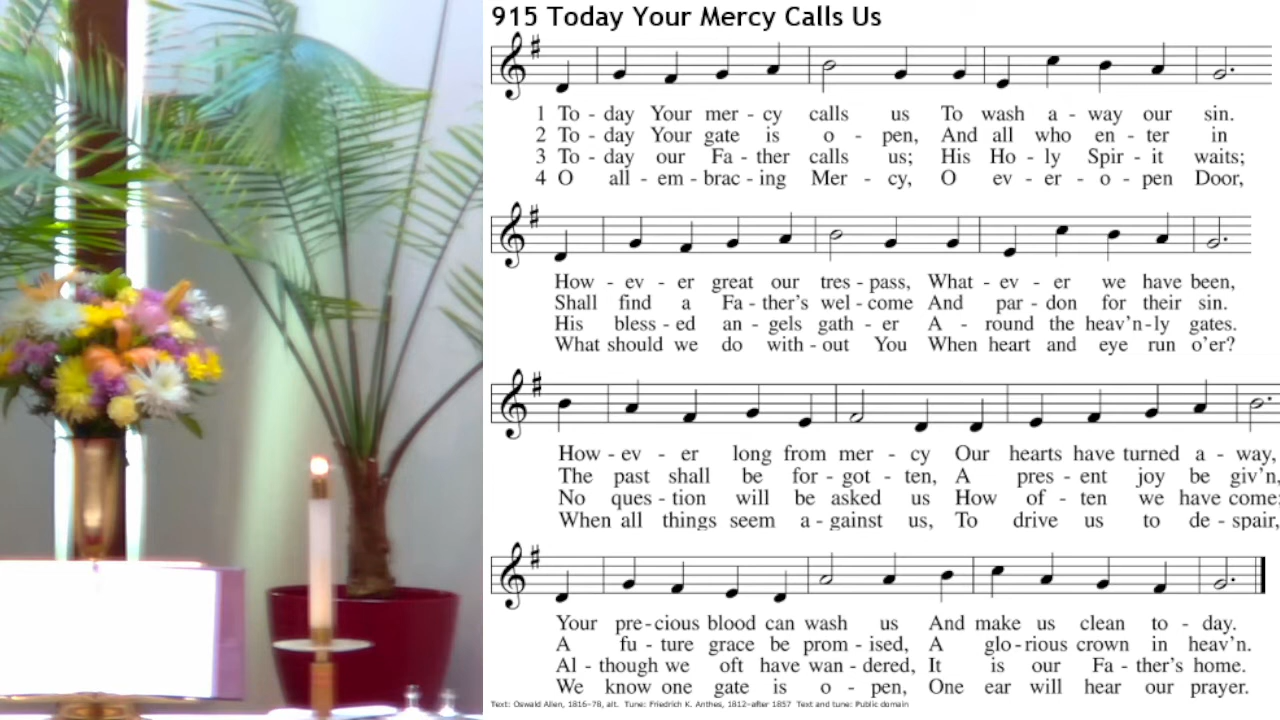 915 Today Your Mercy Calls Us
1 To - day Your mer - cy calls us To wash a - way our sin.
2 To - day Your gate is o - pen, And all who en - ter in
3 To - day our Fa - ther calls us; His Ho - ly Spir - it waits;
4 O all - em - brac - ing Mer - cy, O ev - er - o - pen Door,
How - ev - er great our tres - pass, What - ev - er we have been,
Shall find a Fa - ther's wel - come And par - don for their sin.
His bless - ed an - gels gath - er A - round the heav'n - ly gates.
What should we do with - out You When heart and eye run o'er?
How - ev - er long from mer - cy Our hearts have turned a - way,
The past shall be for - got - ten, A pres - ent joy be giv'n,
No ques - tion will be asked us How of - ten we have come;
When all things seem a - gainst us, To drive us to de - spair,
Your pre - cious blood can wash us And make us clean to - day.
A fu - ture grace be prom - ised, A glo - rious crown in heav'n.
Al - though we oft have wan - dered, It is our Fa - ther's home.
We know one gate is o - pen, One ear will hear our prayer.
Text: Oswald Allen, 1816–78, alt. Tune: Friedrich K. Anthes, 1812–after 1857 Text and tune: Public domain